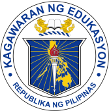 KAGAWARAN NG EDUKASYON
REPUBLIKA NG PILIPINAS